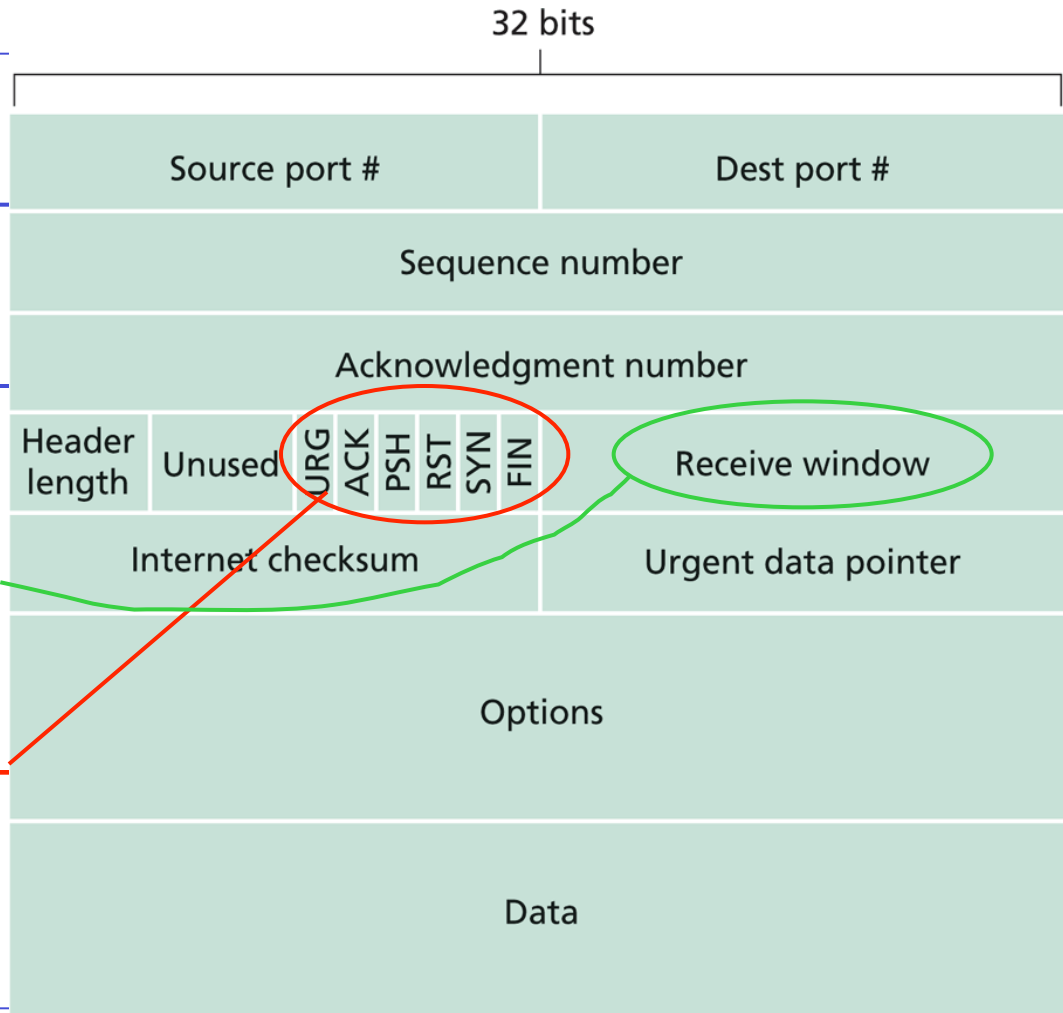 32 bits
Source port #
Dest port #
Sequence number
Acknowledgment number
Header
length
Unused
URG
ACK
PSH
RST
SYN
FIN
Receive window
Internet checksum
Urgent data pointer
Options
Data